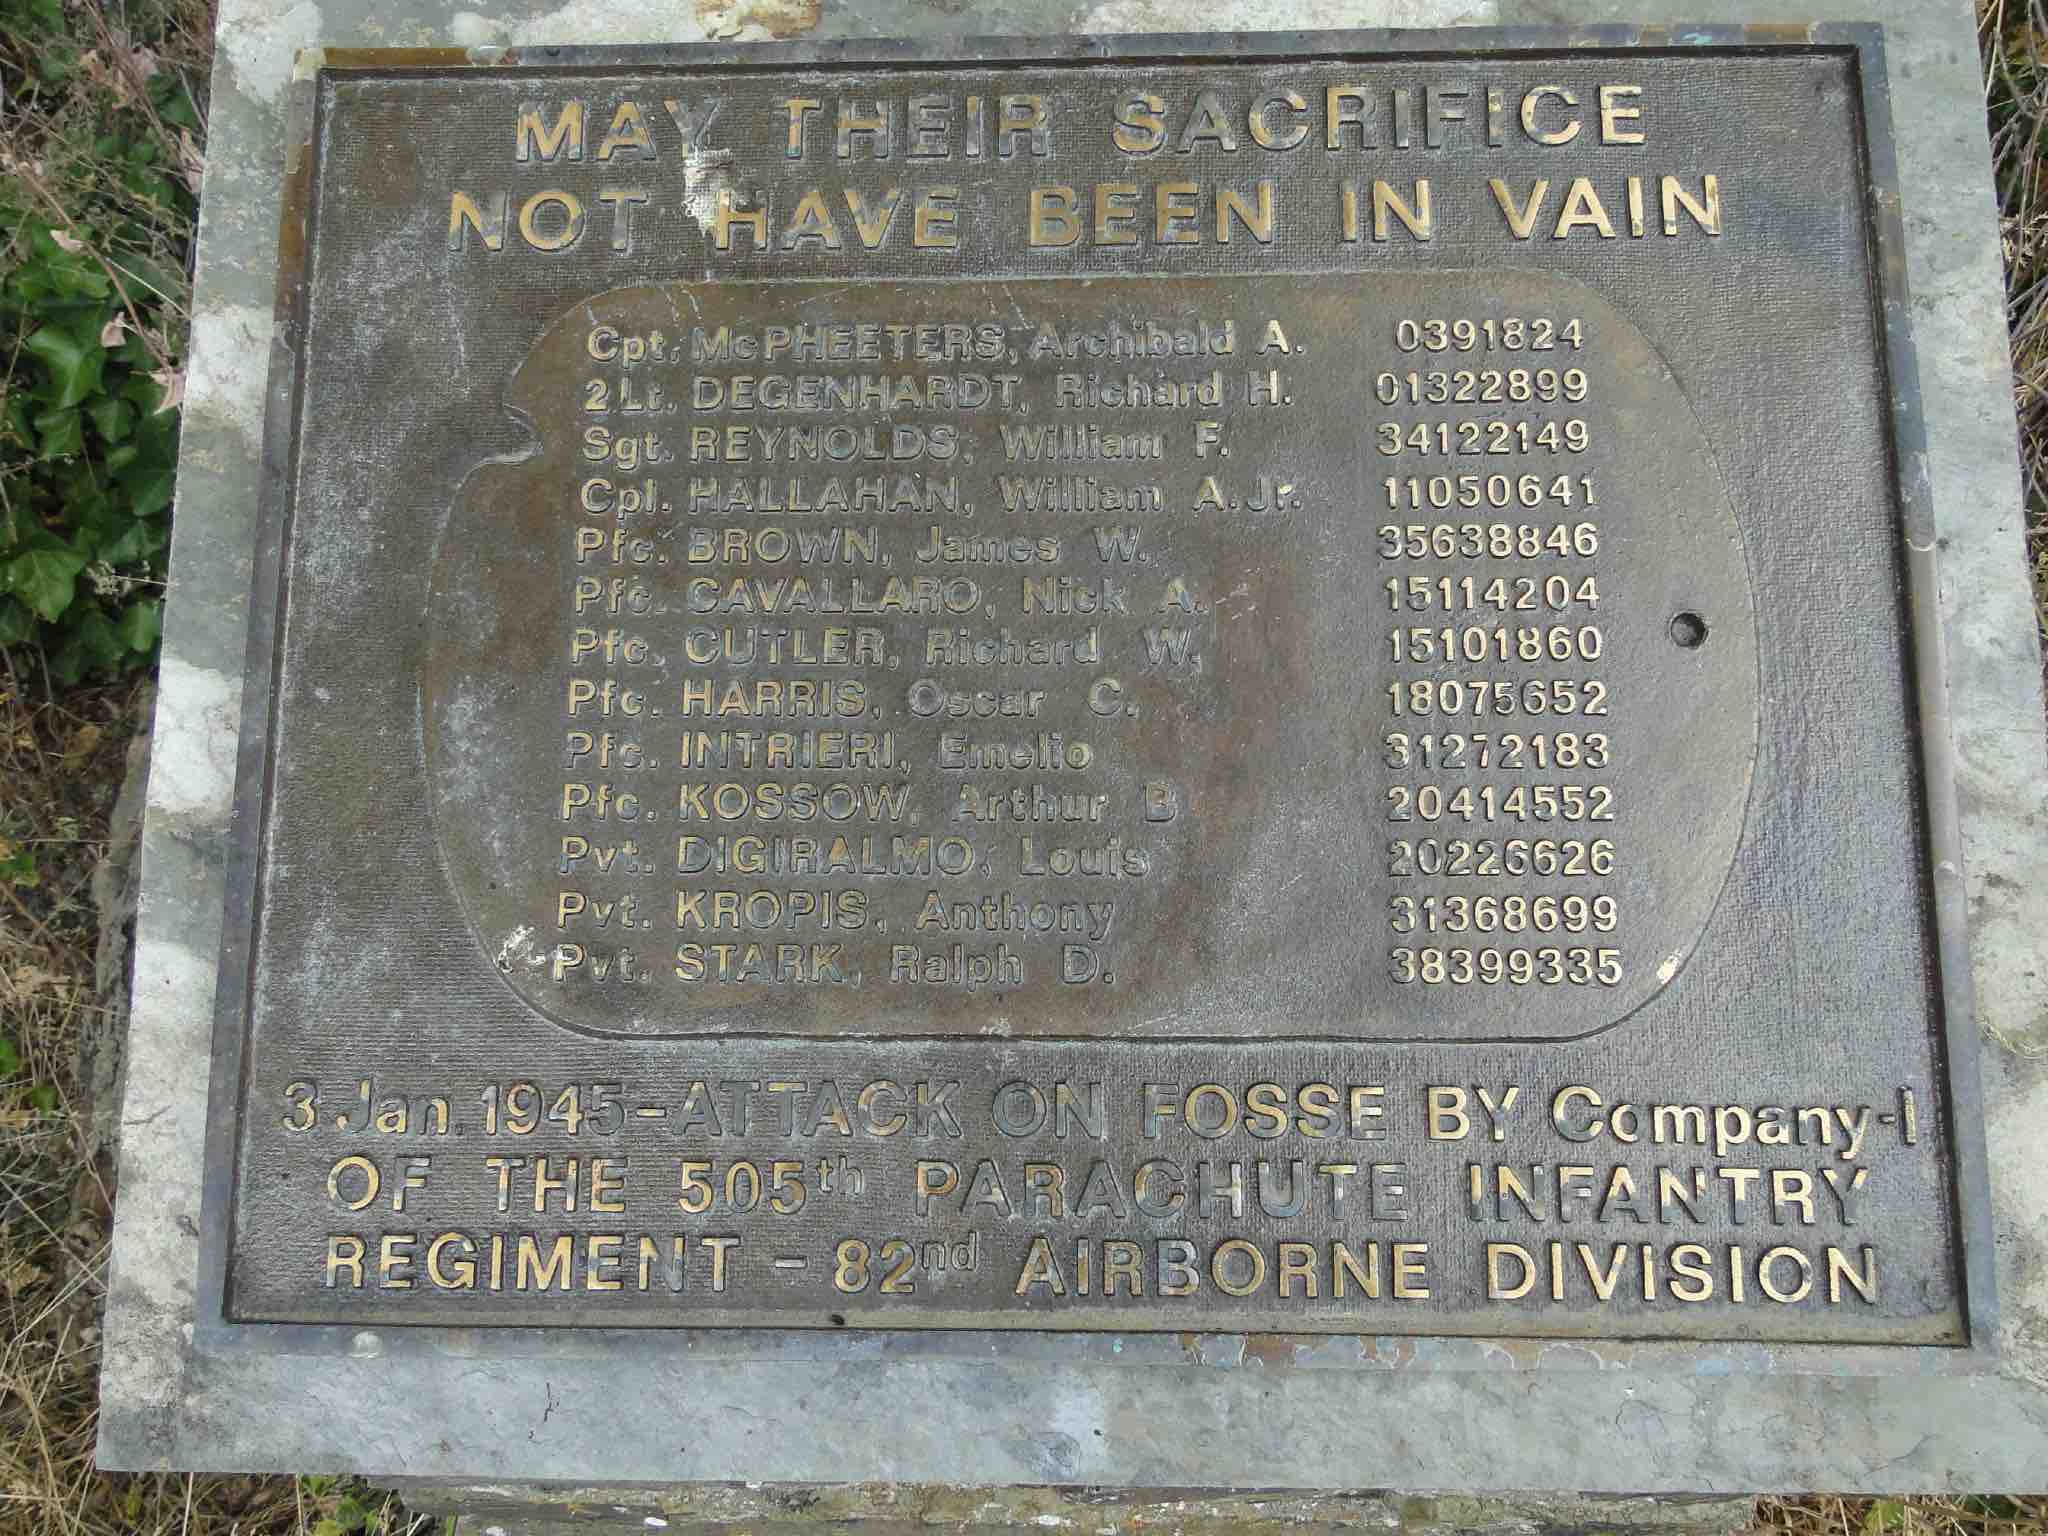 MAY THEIR SACRIFICE
NOT HAVE BEEN IN VAIN
Cpt. McPHEETERS, Archibald A. 0391824
2Lt. DEGENHARDT, Richard H. 01322899
Sgt. REYNOLDS, William F. 34122149
Cpl. HALLAHAN, William A.Jr. 11050641
Pfc. BROWN, James W. 35638846
Pfc. CAVALLARO, Nick A. 15114204
Pfc. CUTLER, Richard W. 15101860
Pfc. HARRIS, Oscar C. 18075652
Pfc. INTRIERI, Emelio 31272183
Pfc. KOSSOW, Arthur B 20414552
Pvt. DIGIRALMO, Louis 20226626
Pvt. KROPIS, Anthony 31368699
Pvt. STARK, Ralph D. 38399335
3 Jan. 1945-ATTACK ON FOSSE BY Company-I
OF THE 505th PARACHUTE INFANTRY
REGIMENT - 82nd AIRBORNE DIVISION